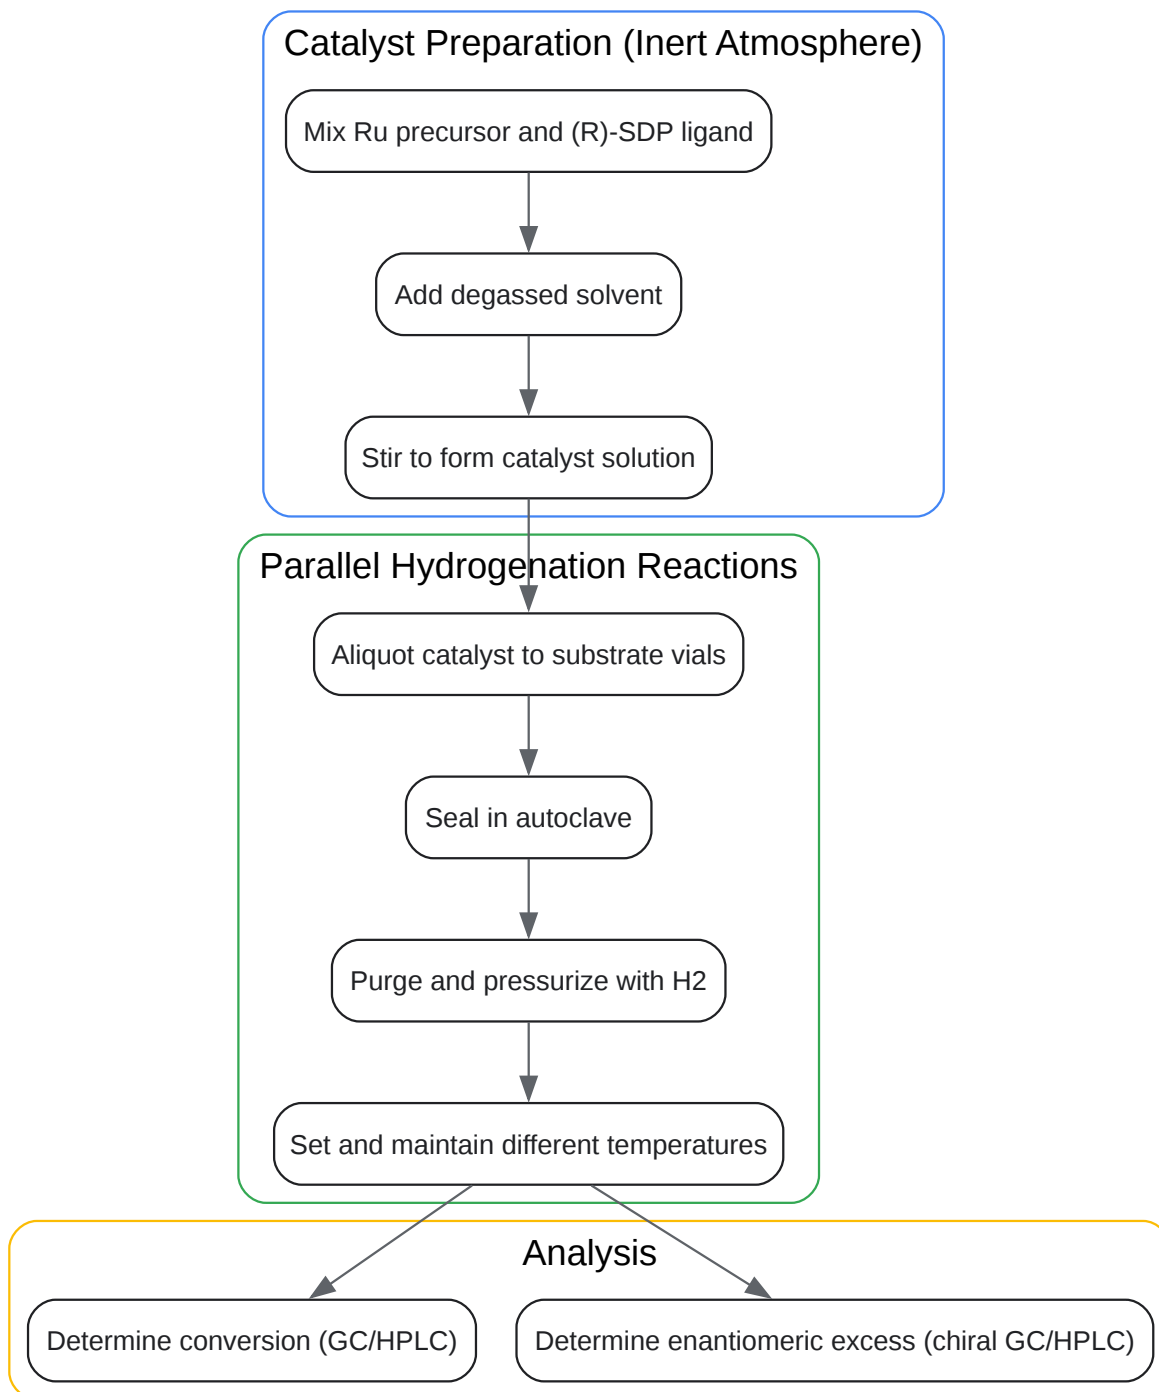 Catalyst Preparation (Inert Atmosphere)
Mix Ru precursor and (R)-SDP ligand
Add degassed solvent
Stir to form catalyst solution
Parallel Hydrogenation Reactions
Aliquot catalyst to substrate vials
Seal in autoclave
Purge and pressurize with H2
Set and maintain different temperatures
Analysis
Determine conversion (GC/HPLC)
Determine enantiomeric excess (chiral GC/HPLC)